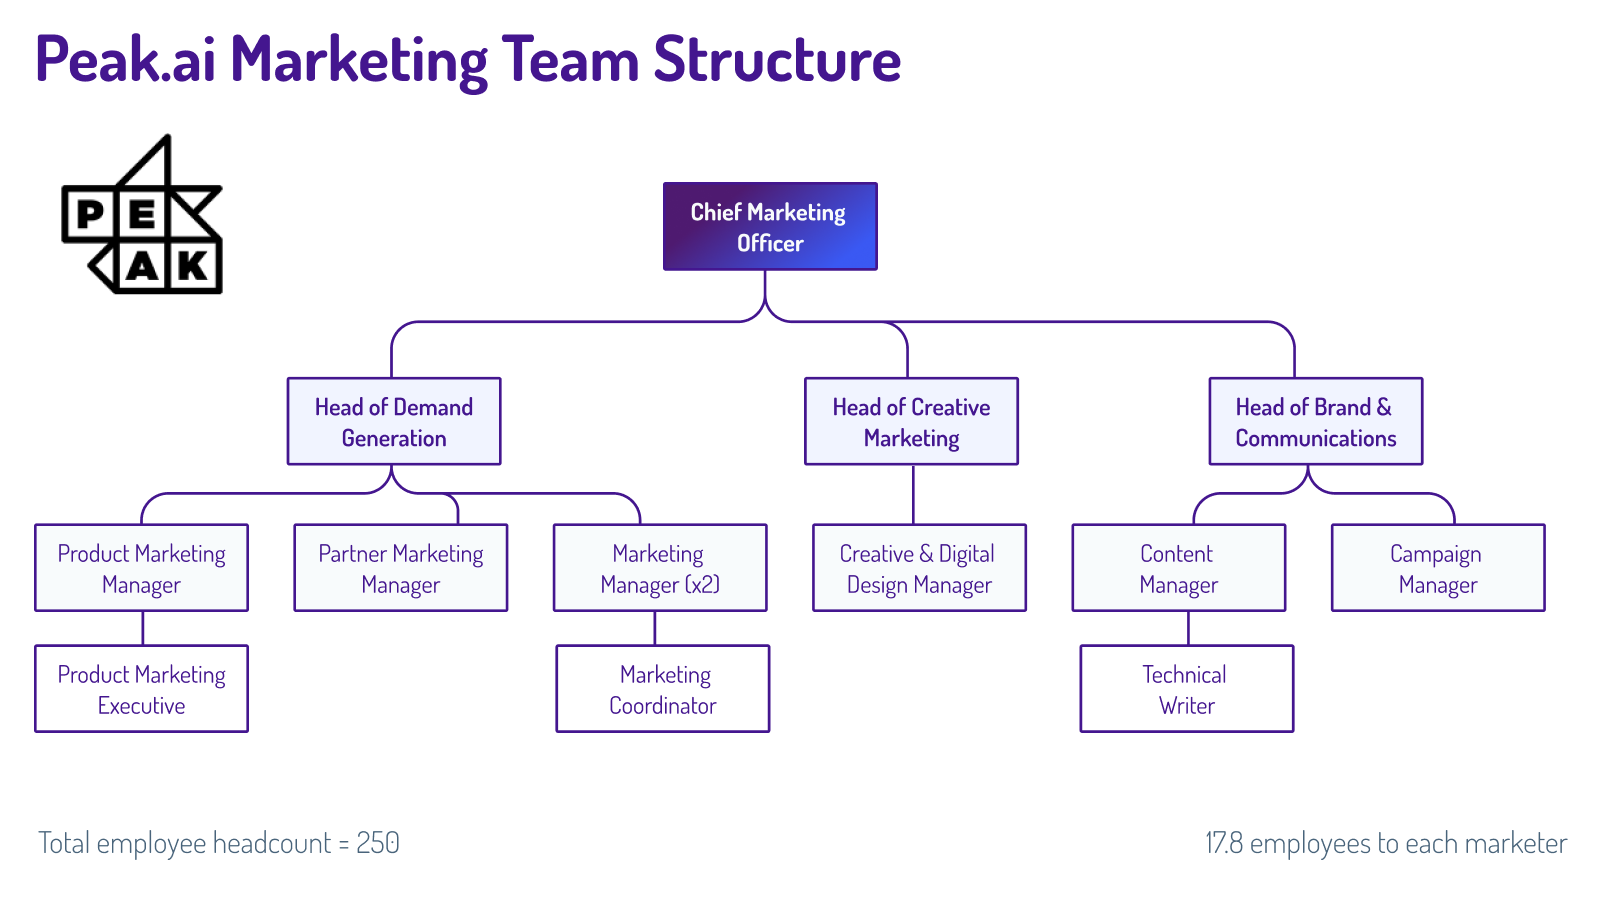 Peak.ai Marketing Team Structure
PE
AK
Chief Marketing
Officer
Head of Demand
Generation
Head of Creative
Marketing
Head of Brand &
Communications
Product Marketing
Manager
Partner Marketing
Manager
Marketing
Manager (x2)
Creative & Digital
Design Manager
Content
Manager
Campaign
Manager
Product Marketing
Executive
Marketing
Coordinator
Technical
Writer
Total employee headcount = 250
17.8 employees to each marketer